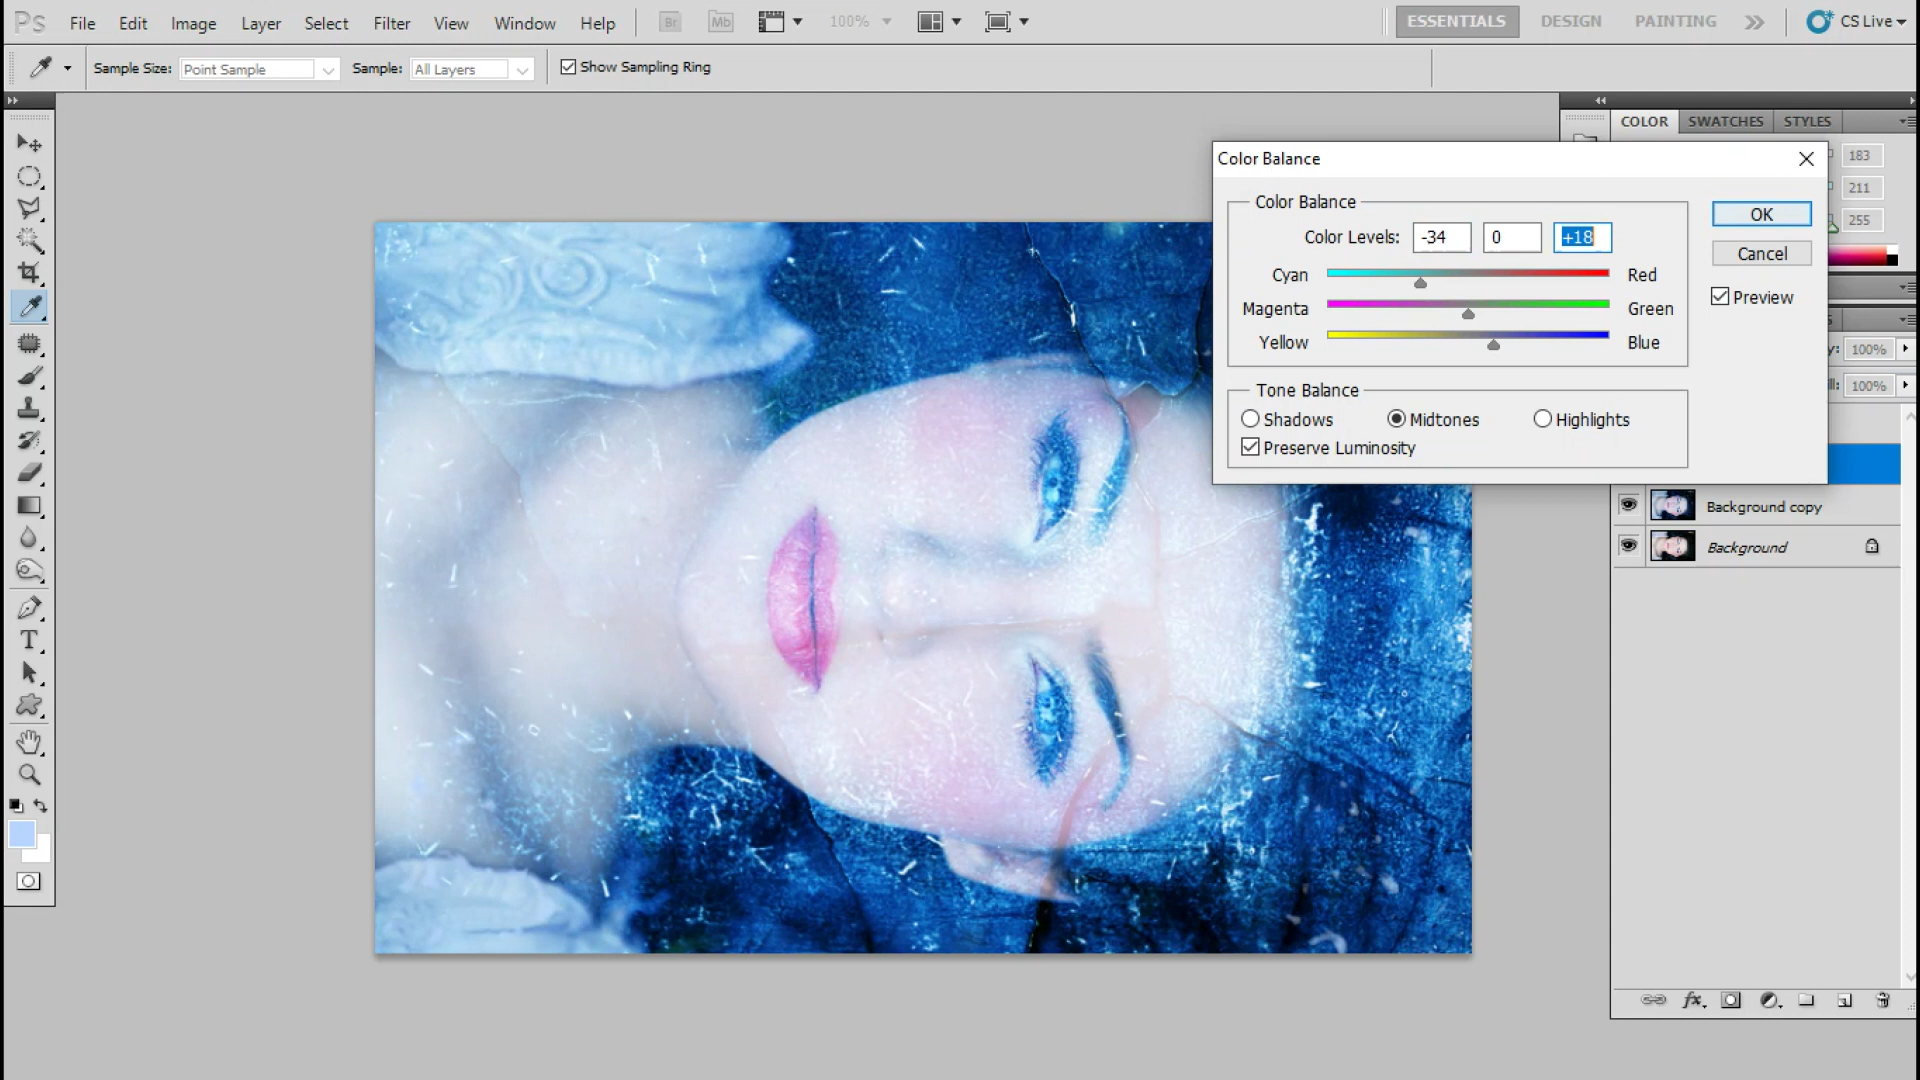 Ps File Edit Image Layer Select Filter View Window Help Br Mb 100% ESSENTIALS DESIGN PAINTING CS Live
Sample Size: Point Sample Sample: All Layers Show Sampling Ring
COLOR SWATCHES STYLES
183
211
255
Color Balance
Color Balance
Color Levels: -34 0 +18
Cyan Red
Magenta Green
Yellow Blue
Tone Balance
Shadows Midtones Highlights
Preserve Luminosity
OK
Cancel
Preview
100%
100%
Background copy
Background
T
fx